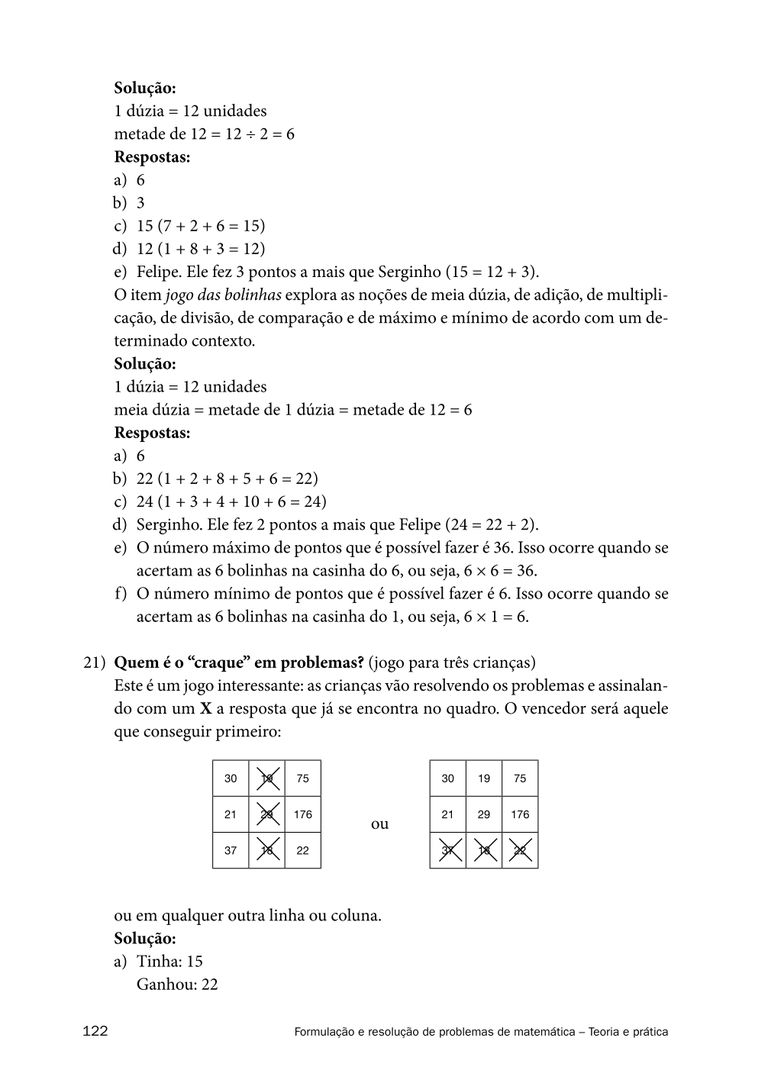 Solução:
1 dúzia = 12 unidades
metade de 12 = 12 ÷ 2 = 6
Respostas:
a) 6
b) 3
c) 15 (7 + 2 + 6 = 15)
d) 12 (1 + 8 + 3 = 12)
e) Felipe. Ele fez 3 pontos a mais que Serginho (15 = 12 + 3).
O item jogo das bolinhas explora as noções de meia dúzia, de adição, de multipli-
cação, de divisão, de comparação e de máximo e mínimo de acordo com um de-
terminado contexto.
Solução:
1 dúzia = 12 unidades
meia dúzia = metade de 1 dúzia = metade de 12 = 6
Respostas:
a) 6
b) 22 (1 + 2 + 8 + 5 + 6 = 22)
c) 24 (1 + 3 + 4 + 10 + 6 = 24)
d) Serginho. Ele fez 2 pontos a mais que Felipe (24 = 22 + 2).
e) O número máximo de pontos que é possível fazer é 36. Isso ocorre quando se
acertam as 6 bolinhas na casinha do 6, ou seja, 6 × 6 = 36.
f) O número mínimo de pontos que é possível fazer é 6. Isso ocorre quando se
acertam as 6 bolinhas na casinha do 1, ou seja, 6 × 1 = 6.
21) Quem é o “craque” em problemas? (jogo para três crianças)
Este é um jogo interessante: as crianças vão resolvendo os problemas e assinalan-
do com um X a resposta que já se encontra no quadro. O vencedor será aquele
que conseguir primeiro:
30 19 75
21 29 176
37 18 22
ou
30 19 75
21 29 176
37 18 22
ou em qualquer outra linha ou coluna.
Solução:
a) Tinha: 15
Ganhou: 22
122 Formulação e resolução de problemas de matemática – Teoria e prática